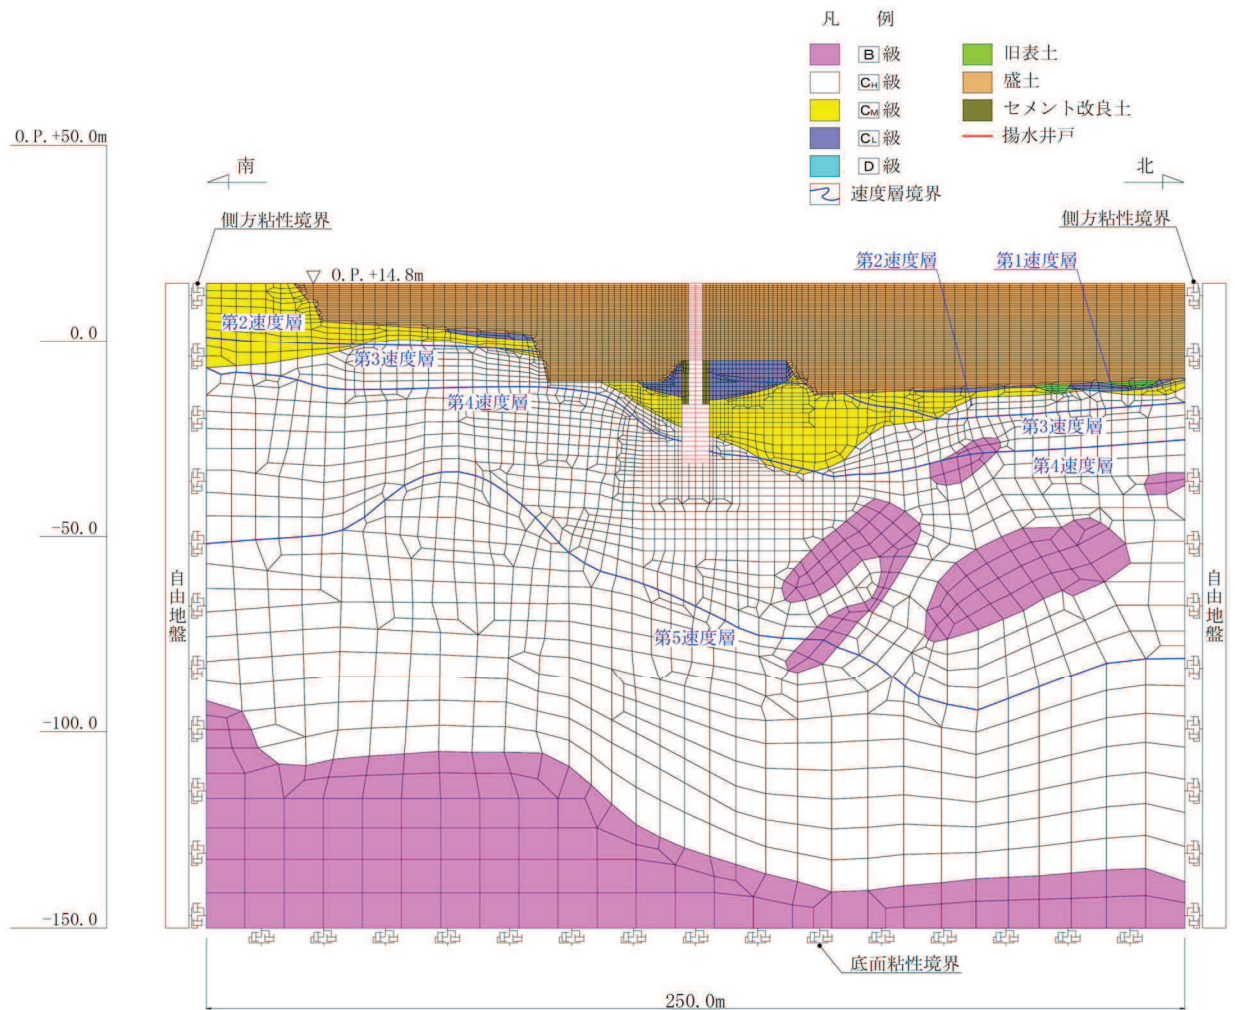 凡 例
B級
旧表土
CH級
盛土
CM級
セメント改良土
CL級
揚水井戸
D級
速度層境界
O.P.+50.0m
南
北
側方粘性境界
側方粘性境界
第2速度層
第1速度層
O.P.+14.8m
第2速度層
0.0
第3速度層
第4速度層
第3速度層
第4速度層
-50.0
自由地盤
自由地盤
第5速度層
-100.0
-150.0
底面粘性境界
250.0m